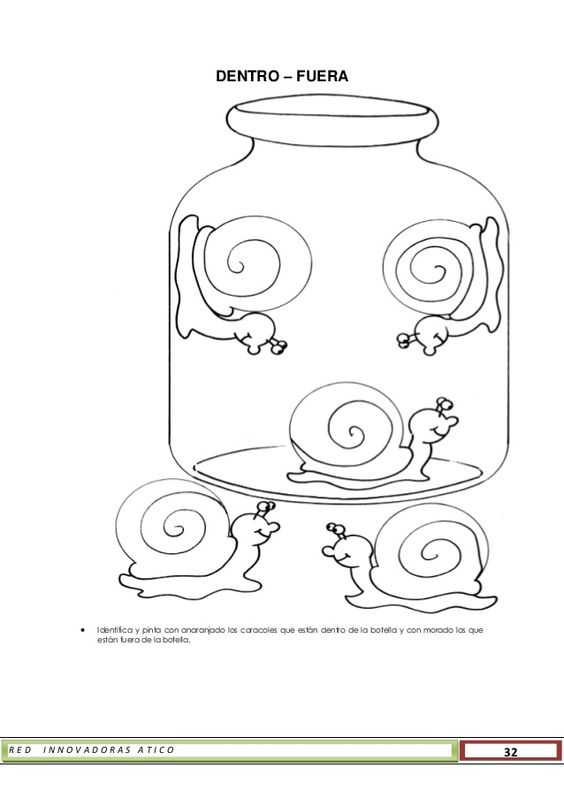 DENTRO – FUERA
• Identifica y pinta con anaranjado los caracoles que están dentro de la botella y con morado los que
están fuera de la botella.
RED INNOVADORAS ATICO
32